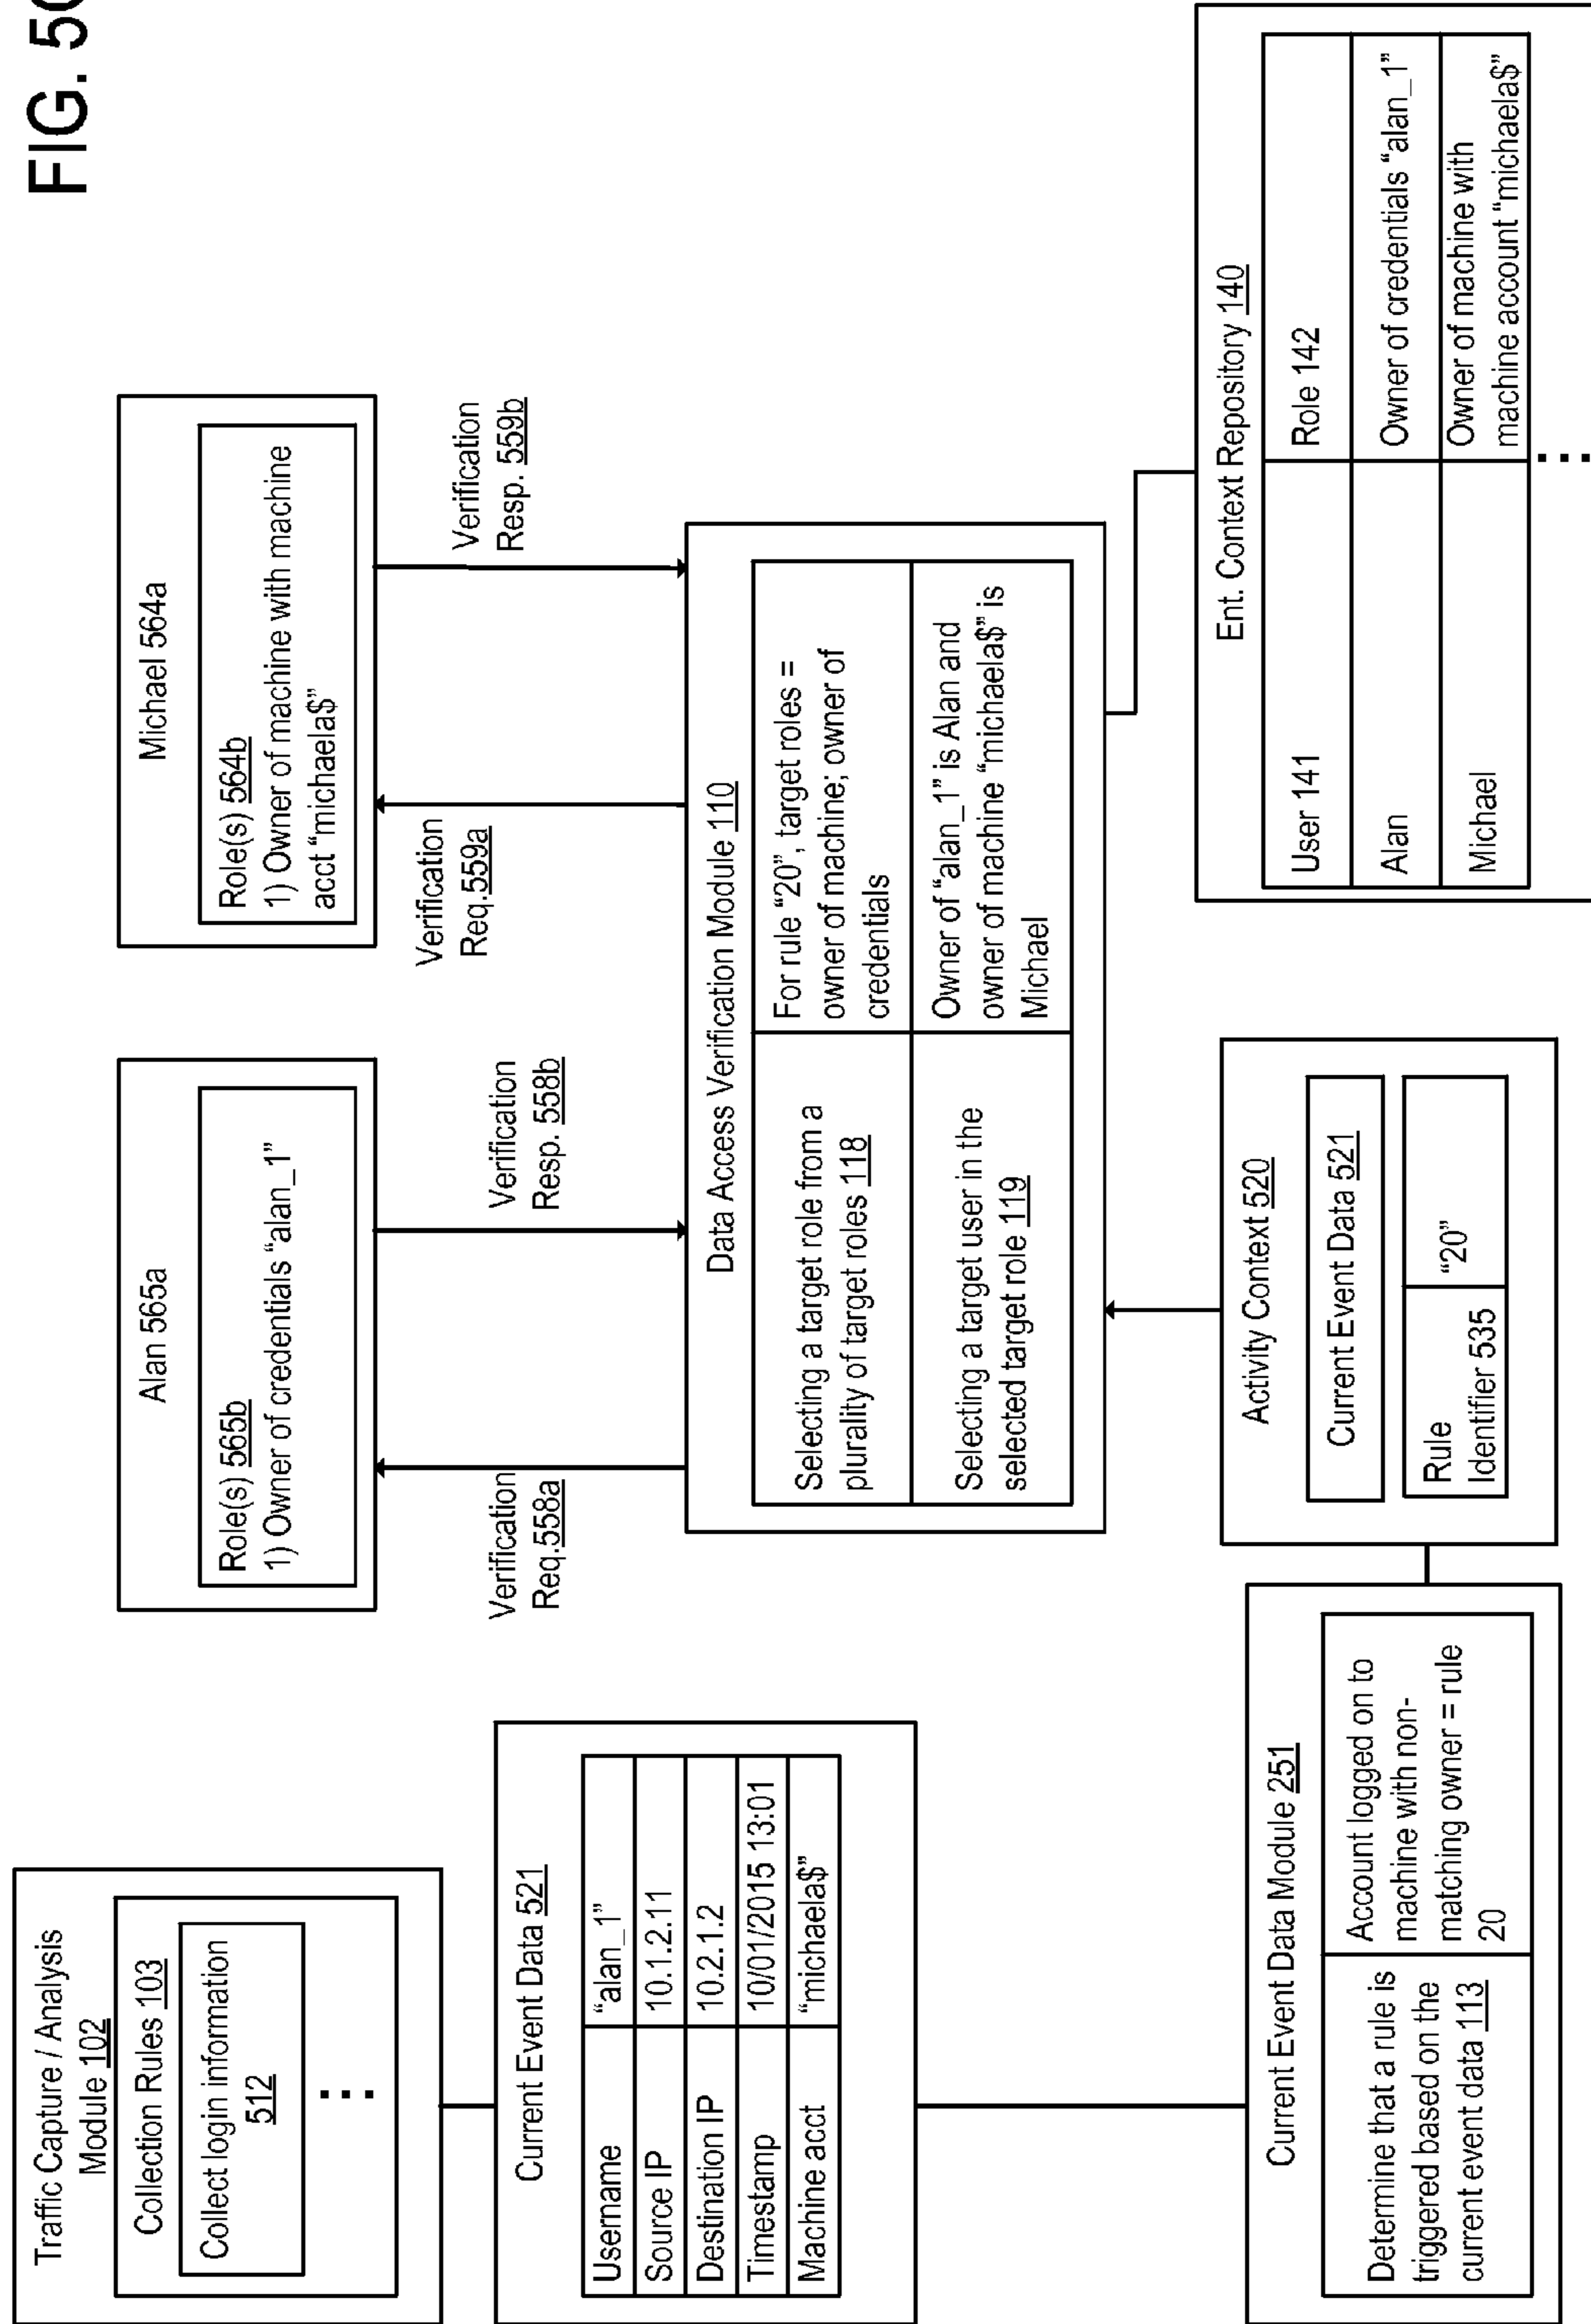 FIG. 5C
Traffic Capture / Analysis
Module 102
Collection Rules 103
Collect login information
512
⋮
Current Event Data 521
Username "alan_1"
Source IP 10.1.2.11
Destination IP 10.2.1.2
Timestamp 10/01/2015 13:01
Machine acct "michaela$"
Current Event Data Module 251
Determine that a rule is
triggered based on the
current event data 113
Account logged on to
machine with non-
matching owner = rule
20
Alan 565a
Role(s) 565b
1) Owner of credentials "alan_1"
Verification
Req.558a
Verification
Resp. 558b
Michael 564a
Role(s) 564b
1) Owner of machine with machine
acct "michaela$"
Verification
Req.559a
Verification
Resp. 559b
Data Access Verification Module 110
Selecting a target role from a
plurality of target roles 118
For rule "20", target roles =
owner of machine; owner of
credentials
Selecting a target user in the
selected target role 119
Owner of "alan_1" is Alan and
owner of machine "michaela$" is
Michael
Activity Context 520
Current Event Data 521
Rule
Identifier 535
"20"
Ent. Context Repository 140
User 141 Role 142
Alan Owner of credentials "alan_1"
Michael
Owner of machine with
machine account "michaela$"
⋮